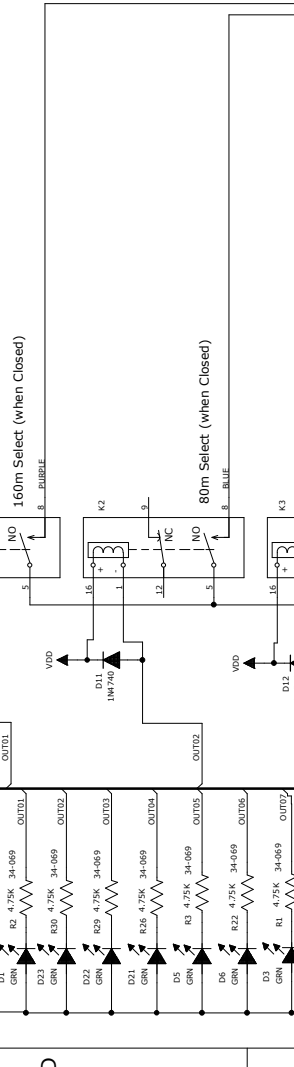 160m Select (when Closed)
8 PURPLE
NO
5
K2
9
NC
80m Select (when Closed)
8 BLUE
NO
+
-
16
1
12
5
K3
+
16
VDD
D11
1N4740
VDD
D12
OUT01
OUT02
OUT01
OUT02
OUT03
OUT04
OUT05
OUT06
OUT07
R2 4.75K 34-069
R30 4.75K 34-069
R29 4.75K 34-069
R26 4.75K 34-069
R3 4.75K 34-069
R22 4.75K 34-069
R1 4.75K 34-069
D1 GRN
D23 GRN
D22 GRN
D21 GRN
D5 GRN
D6 GRN
D3 GRN